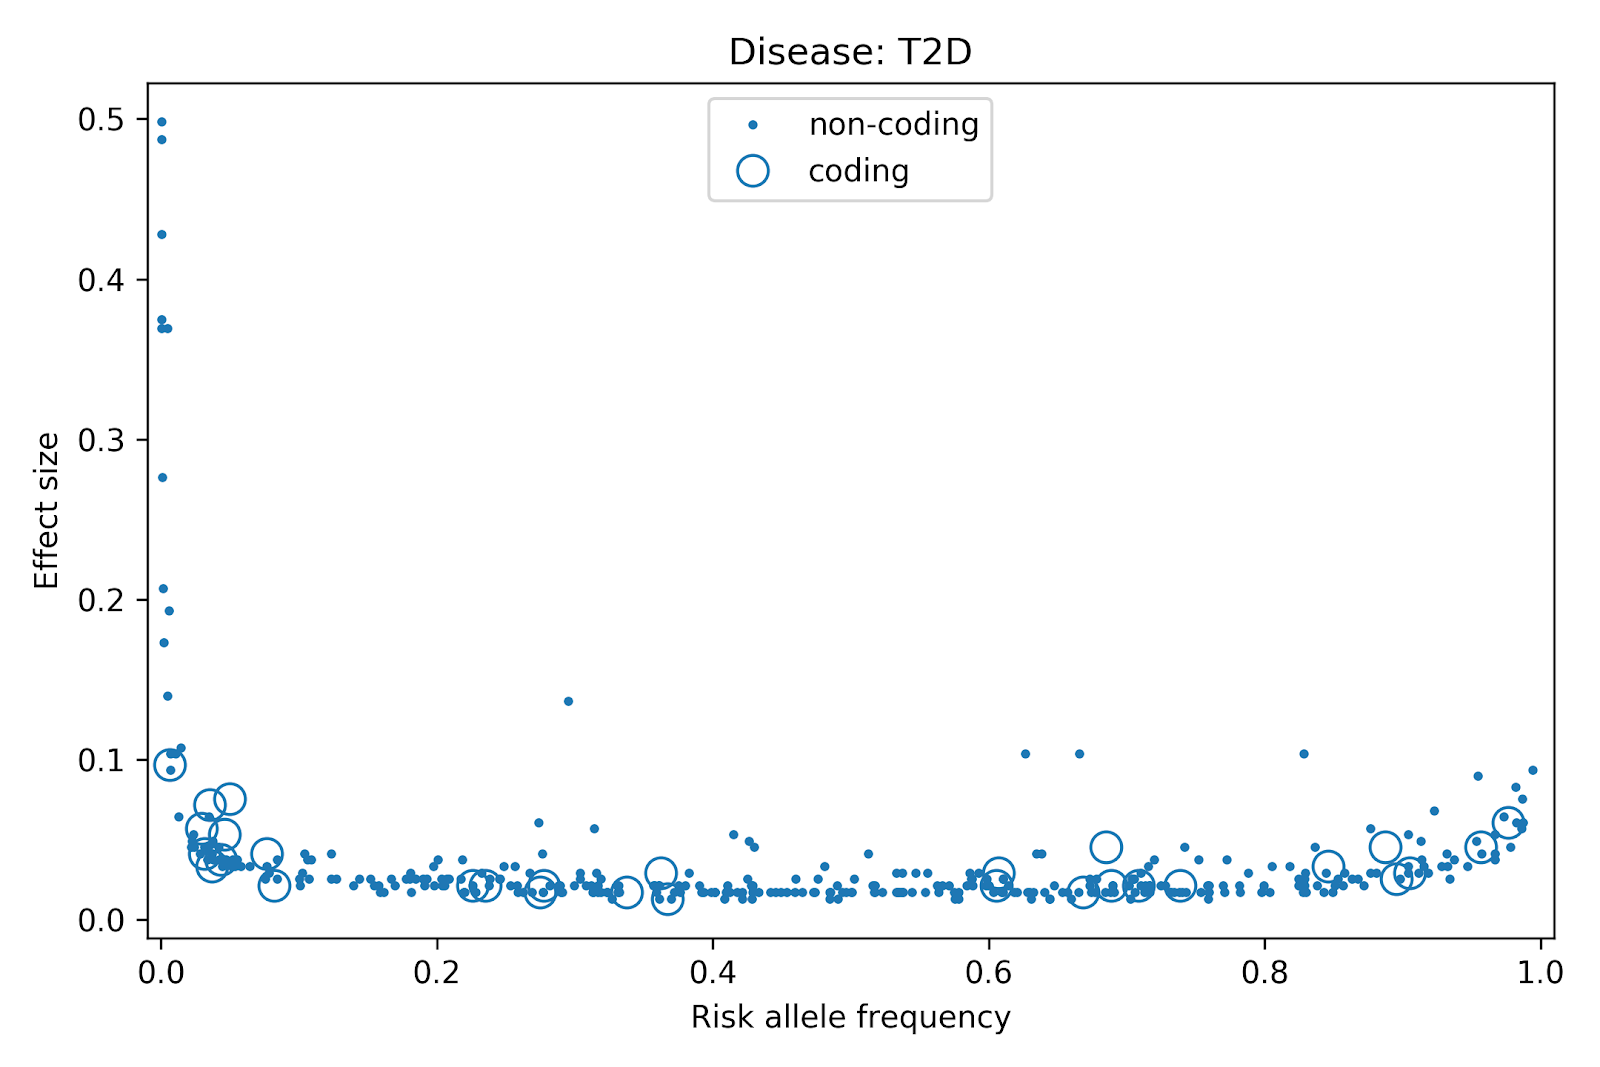 Disease: T2D
non-coding
coding
0.5
0.4
0.3
0.2
0.1
0.0
Effect size
0.0 0.2 0.4 0.6 0.8 1.0
Risk allele frequency